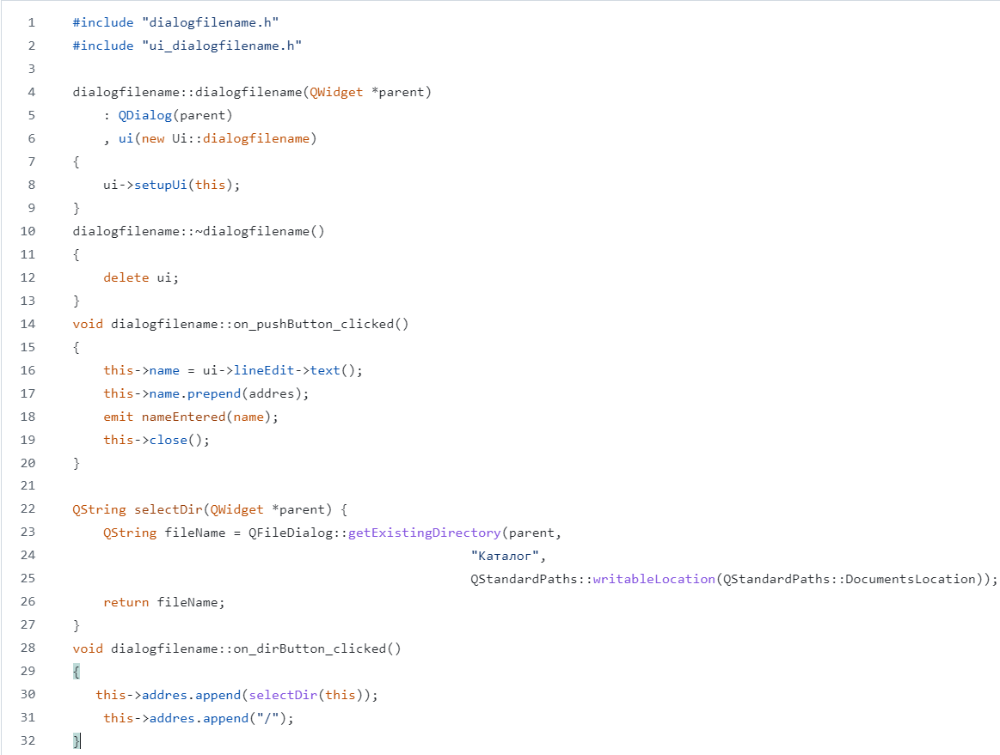 1 #include "dialogfilename.h"
2 #include "ui_dialogfilename.h"
3
4 dialogfilename::dialogfilename(QWidget *parent)
5     : QDialog(parent)
6     , ui(new Ui::dialogfilename)
7 {
8     ui->setupUi(this);
9 }
10 dialogfilename::~dialogfilename()
11 {
12     delete ui;
13 }
14 void dialogfilename::on_pushButton_clicked()
15 {
16     this->name = ui->lineEdit->text();
17     this->name.prepend(addres);
18     emit nameEntered(name);
19     this->close();
20 }
21
22 QString selectDir(QWidget *parent) {
23     QString fileName = QFileDialog::getExistingDirectory(parent,
24                                                     "Каталог",
25                                                     QStandardPaths::writableLocation(QStandardPaths::DocumentsLocation));
26     return fileName;
27 }
28 void dialogfilename::on_dirButton_clicked()
29 {
30    this->addres.append(selectDir(this));
31     this->addres.append("/");
32 }